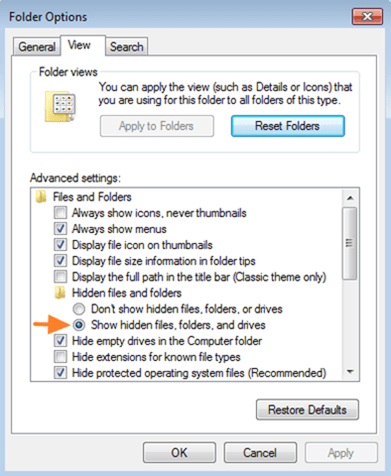 Folder Options
General
View
Search
Folder views
You can apply the view (such as Details or Icons) that
you are using for this folder to all folders of this type.
Apply to Folders
Reset Folders
Advanced settings:
Files and Folders
Always show icons, never thumbnails
Always show menus
Display file icon on thumbnails
Display file size information in folder tips
Display the full path in the title bar (Classic theme only)
Hidden files and folders
Don't show hidden files, folders, or drives
Show hidden files, folders, and drives
Hide empty drives in the Computer folder
Hide extensions for known file types
Hide protected operating system files (Recommended)
Restore Defaults
OK
Cancel
Apply